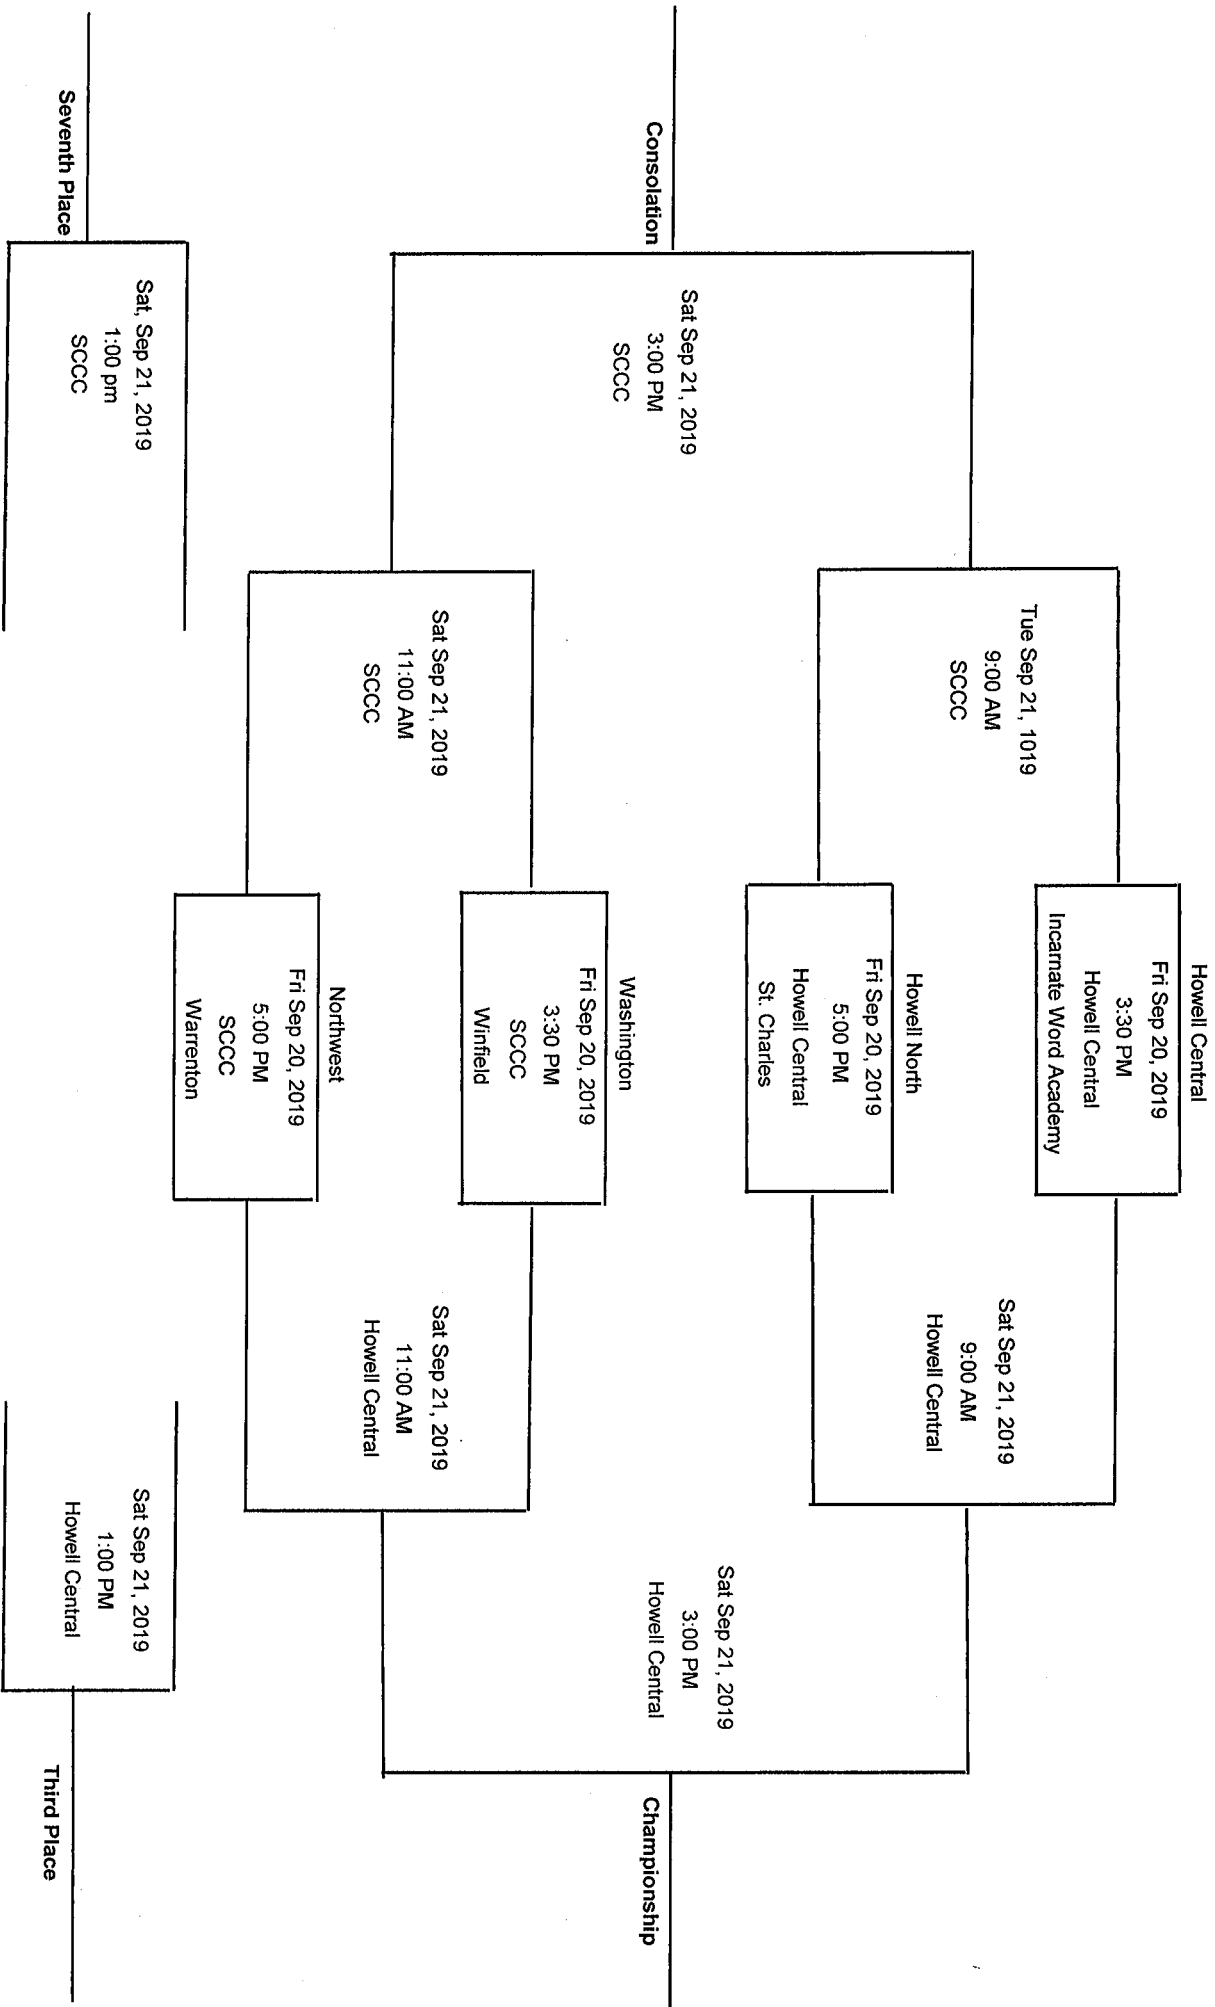 Howell Central
Fri Sep 20, 2019
3:30 PM
Howell Central
Incarnate Word Academy
Tue Sep 21, 1019
9:00 AM
SCCC
Sat Sep 21, 2019
9:00 AM
Howell Central
Howell North
Fri Sep 20, 2019
5:00 PM
Howell Central
St. Charles
Consolation
Sat Sep 21, 2019
3:00 PM
SCCC
Sat Sep 21, 2019
3:00 PM
Howell Central
Championship
Washington
Fri Sep 20, 2019
3:30 PM
SCCC
Winfield
Sat Sep 21, 2019
11:00 AM
SCCC
Sat Sep 21, 2019
11:00 AM
Howell Central
Northwest
Fri Sep 20, 2019
5:00 PM
SCCC
Warrenton
Seventh Place
Sat, Sep 21, 2019
1:00 pm
SCCC
Sat Sep 21, 2019
1:00 PM
Howell Central
Third Place